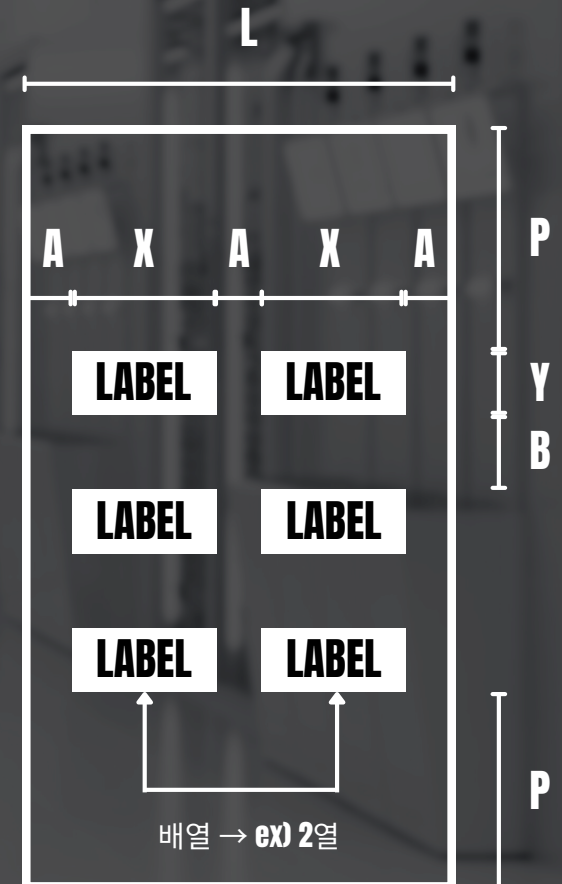 L
P
A X A X A
LABEL LABEL
Y
B
LABEL LABEL
LABEL LABEL
P
배열 → ex) 2열